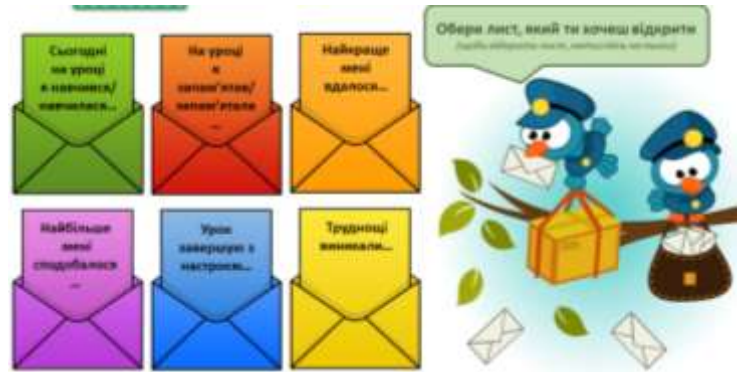 Сьогодні
на уроці
я навчився/
навчилася...
На уроці
я
запам'ятав/
запам'ятала
...
Найкраще
мені
вдалося...
Обери лист, який ти хочеш відкрити
Найбільше
мені
сподобалося
...
Урок
завершую з
настроєм...
Труднощі
виникали...